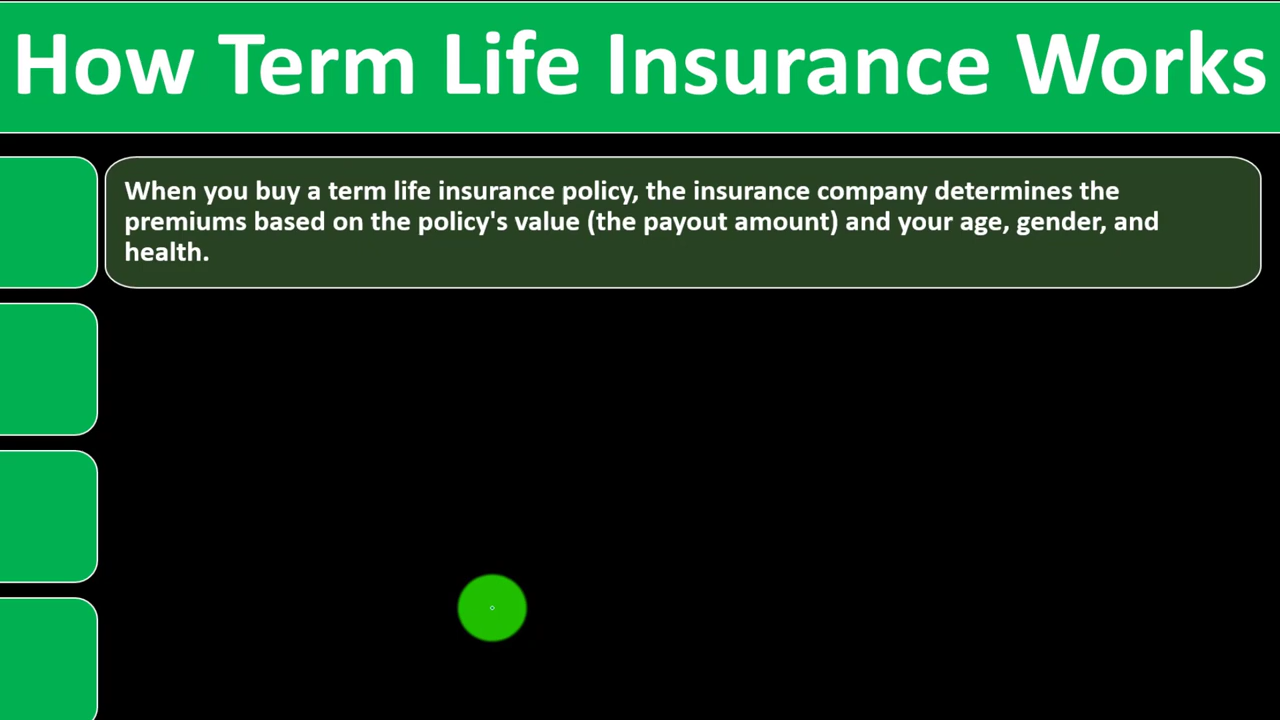 How Term Life Insurance Works
When you buy a term life insurance policy, the insurance company determines the
premiums based on the policy's value (the payout amount) and your age, gender, and
health.